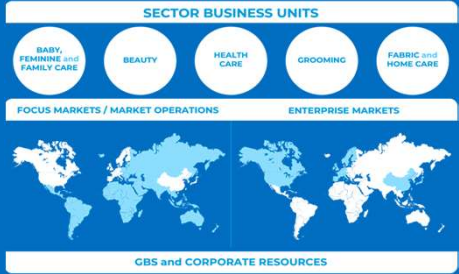 SECTOR BUSINESS UNITS
BABY,
FEMININE and
FAMILY CARE
BEAUTY
HEALTH
CARE
GROOMING
FABRIC and
HOME CARE
FOCUS MARKETS / MARKET OPERATIONS
ENTERPRISE MARKETS
GBS and CORPORATE RESOURCES